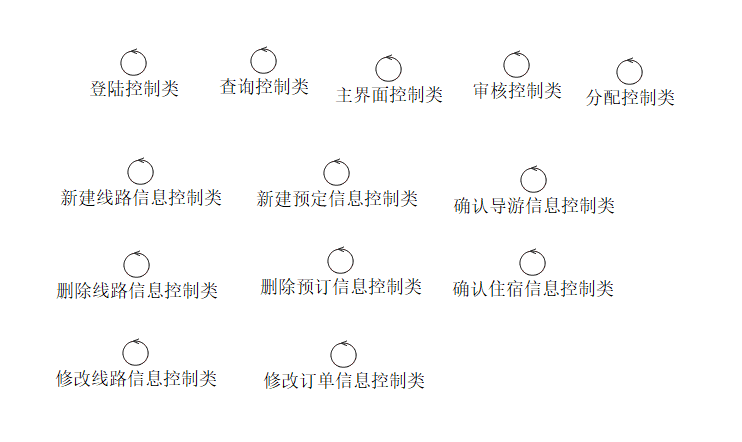 登陆控制类
查询控制类
主界面控制类
审核控制类
分配控制类
新建线路信息控制类
新建预定信息控制类
确认导游信息控制类
删除线路信息控制类
删除预订信息控制类
确认住宿信息控制类
修改线路信息控制类
修改订单信息控制类